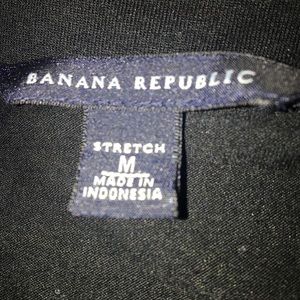 BANANA REPUBLIC
STRETCH
M
MADE IN
INDONESIA